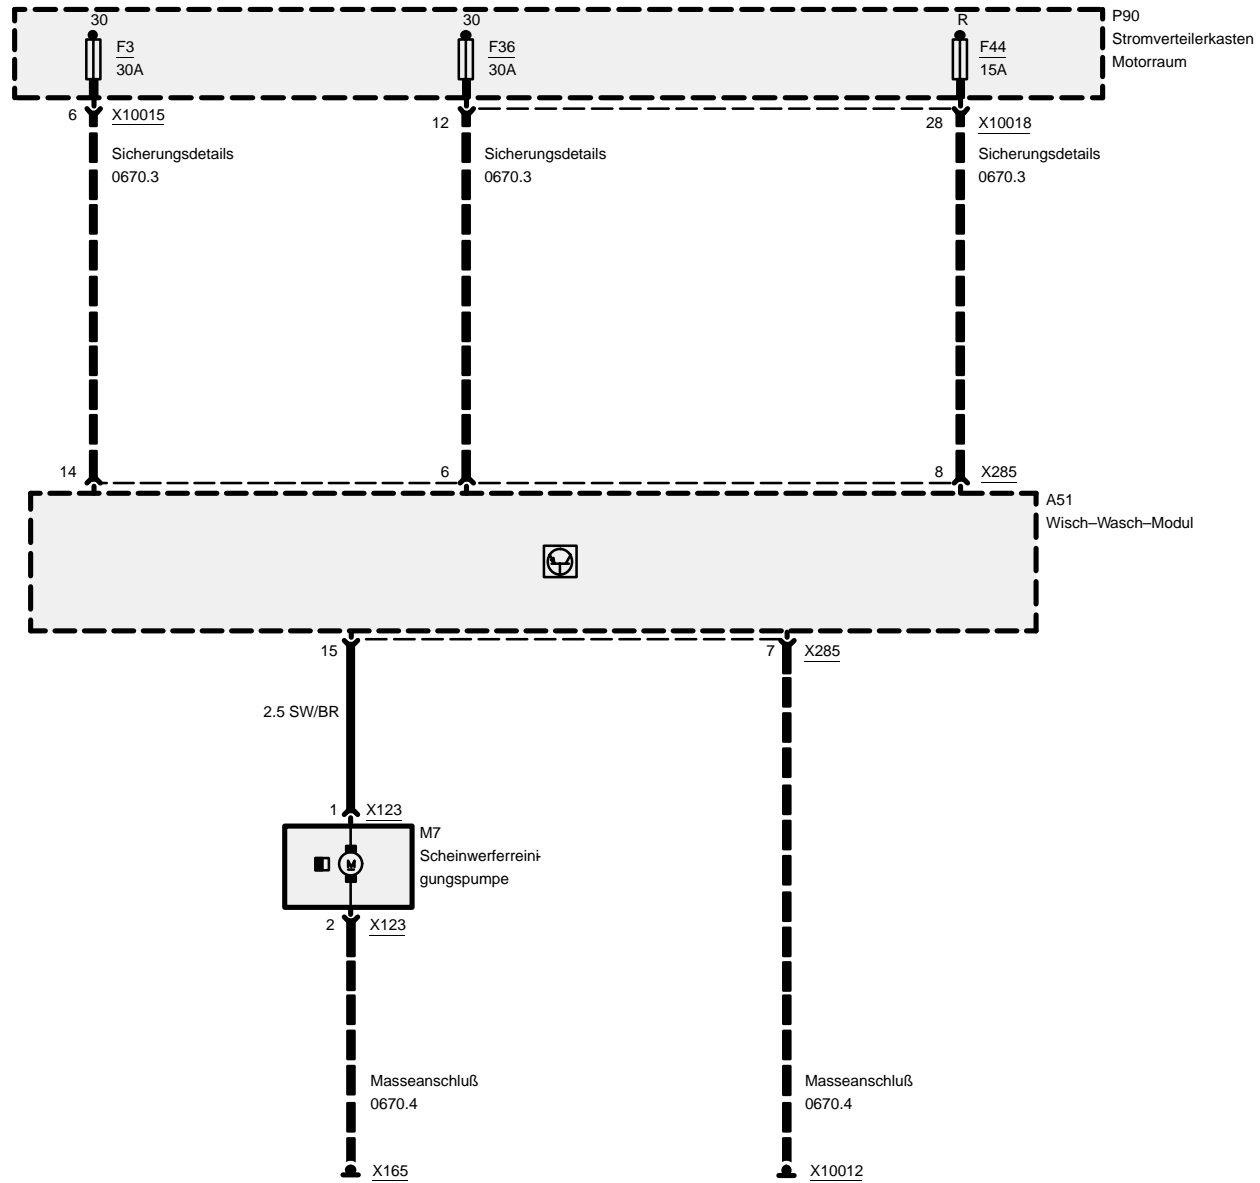 30
30
R
P90
Stromverteilerkasten
Motorraum
F3
30A
F36
30A
F44
15A
6
X10015
12
28
X10018
Sicherungsdetails
0670.3
Sicherungsdetails
0670.3
Sicherungsdetails
0670.3
14
6
8
X285
A51
Wisch–Wasch–Modul
15
7
X285
2.5 SW/BR
1
X123
M7
Scheinwerferreini-
gungspumpe
M
2
X123
Masseanschluß
0670.4
Masseanschluß
0670.4
X165
X10012